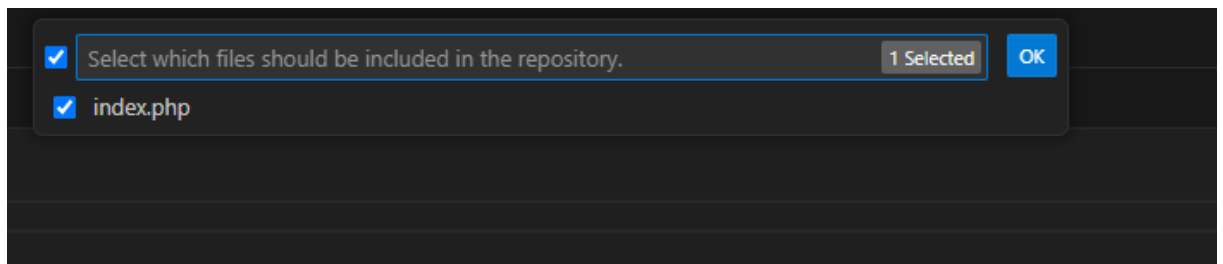 Select which files should be included in the repository. 1 Selected OK
index.php